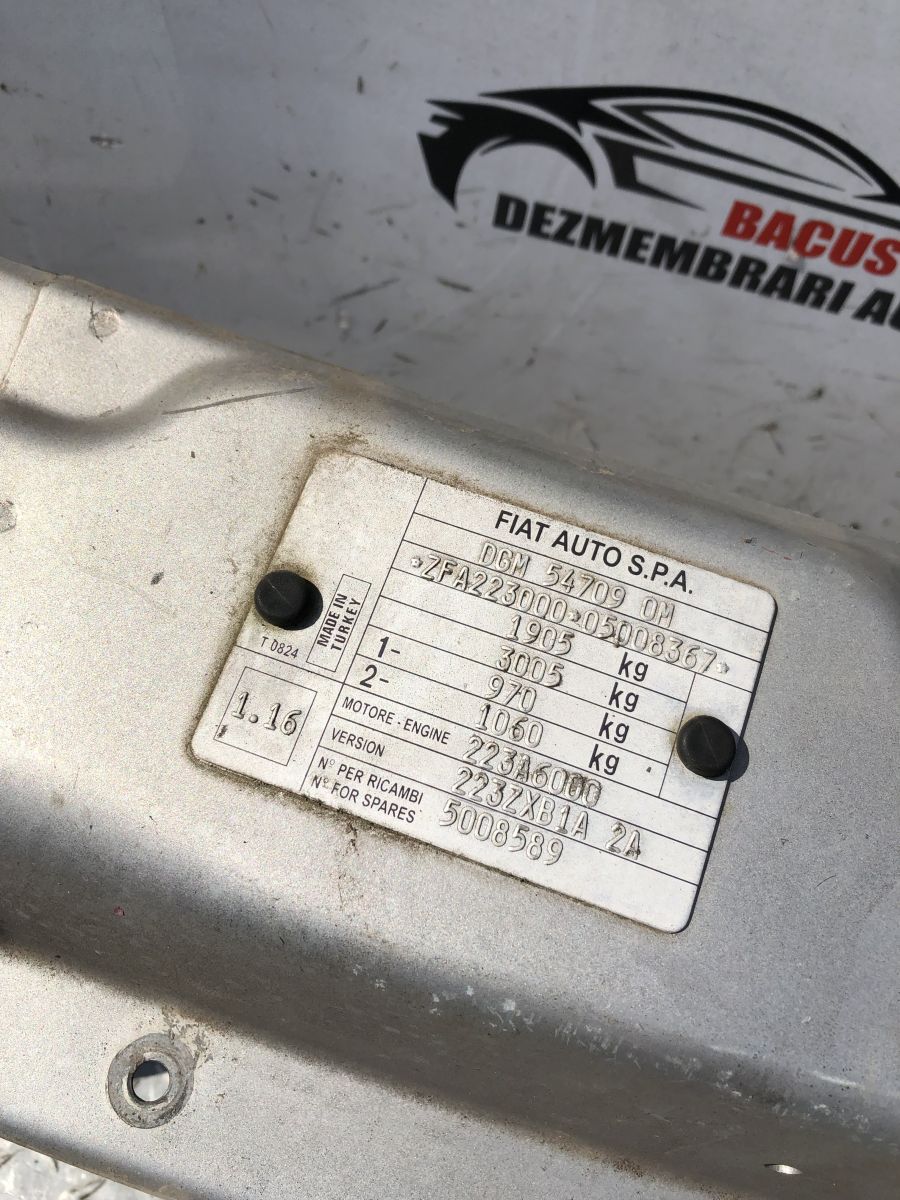 BACUS
DEZMEMBRĂRI AU
FIAT AUTO S.P.A.
DGM 54709 OM
*ZFA223000*05008367*
1905 kg
3005 kg
1- 970 kg
2- 1060 kg
MOTORE - ENGINE 223A6000
VERSION 223ZXB1A 2A
N° PER RICAMBI
N° FOR SPARES 5008589
MADE IN
TURKEY
T 0824
1.16